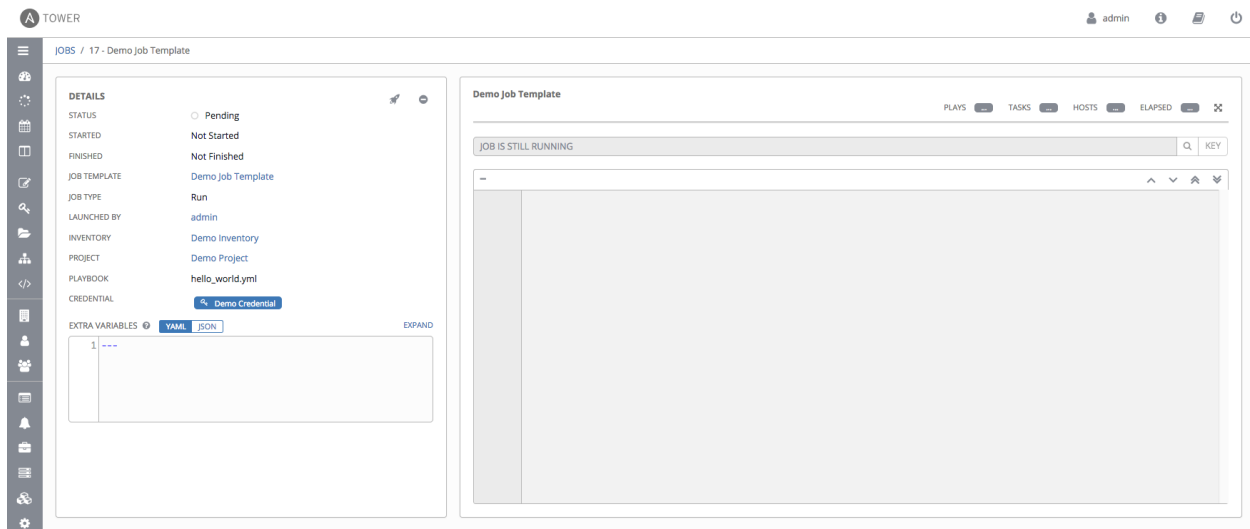 A TOWER
admin
JOBS / 17 - Demo Job Template
DETAILS
STATUS Pending
STARTED Not Started
FINISHED Not Finished
JOB TEMPLATE Demo Job Template
JOB TYPE Run
LAUNCHED BY admin
INVENTORY Demo Inventory
PROJECT Demo Project
PLAYBOOK hello_world.yml
CREDENTIAL Demo Credential
EXTRA VARIABLES ? YAML JSON EXPAND
1 ---
Demo Job Template
PLAYS ... TASKS ... HOSTS ... ELAPSED ...
JOB IS STILL RUNNING KEY